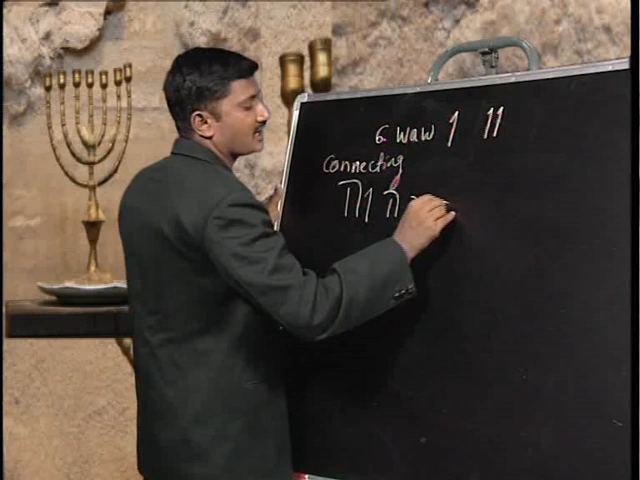 6. waw ו וו
Connecting